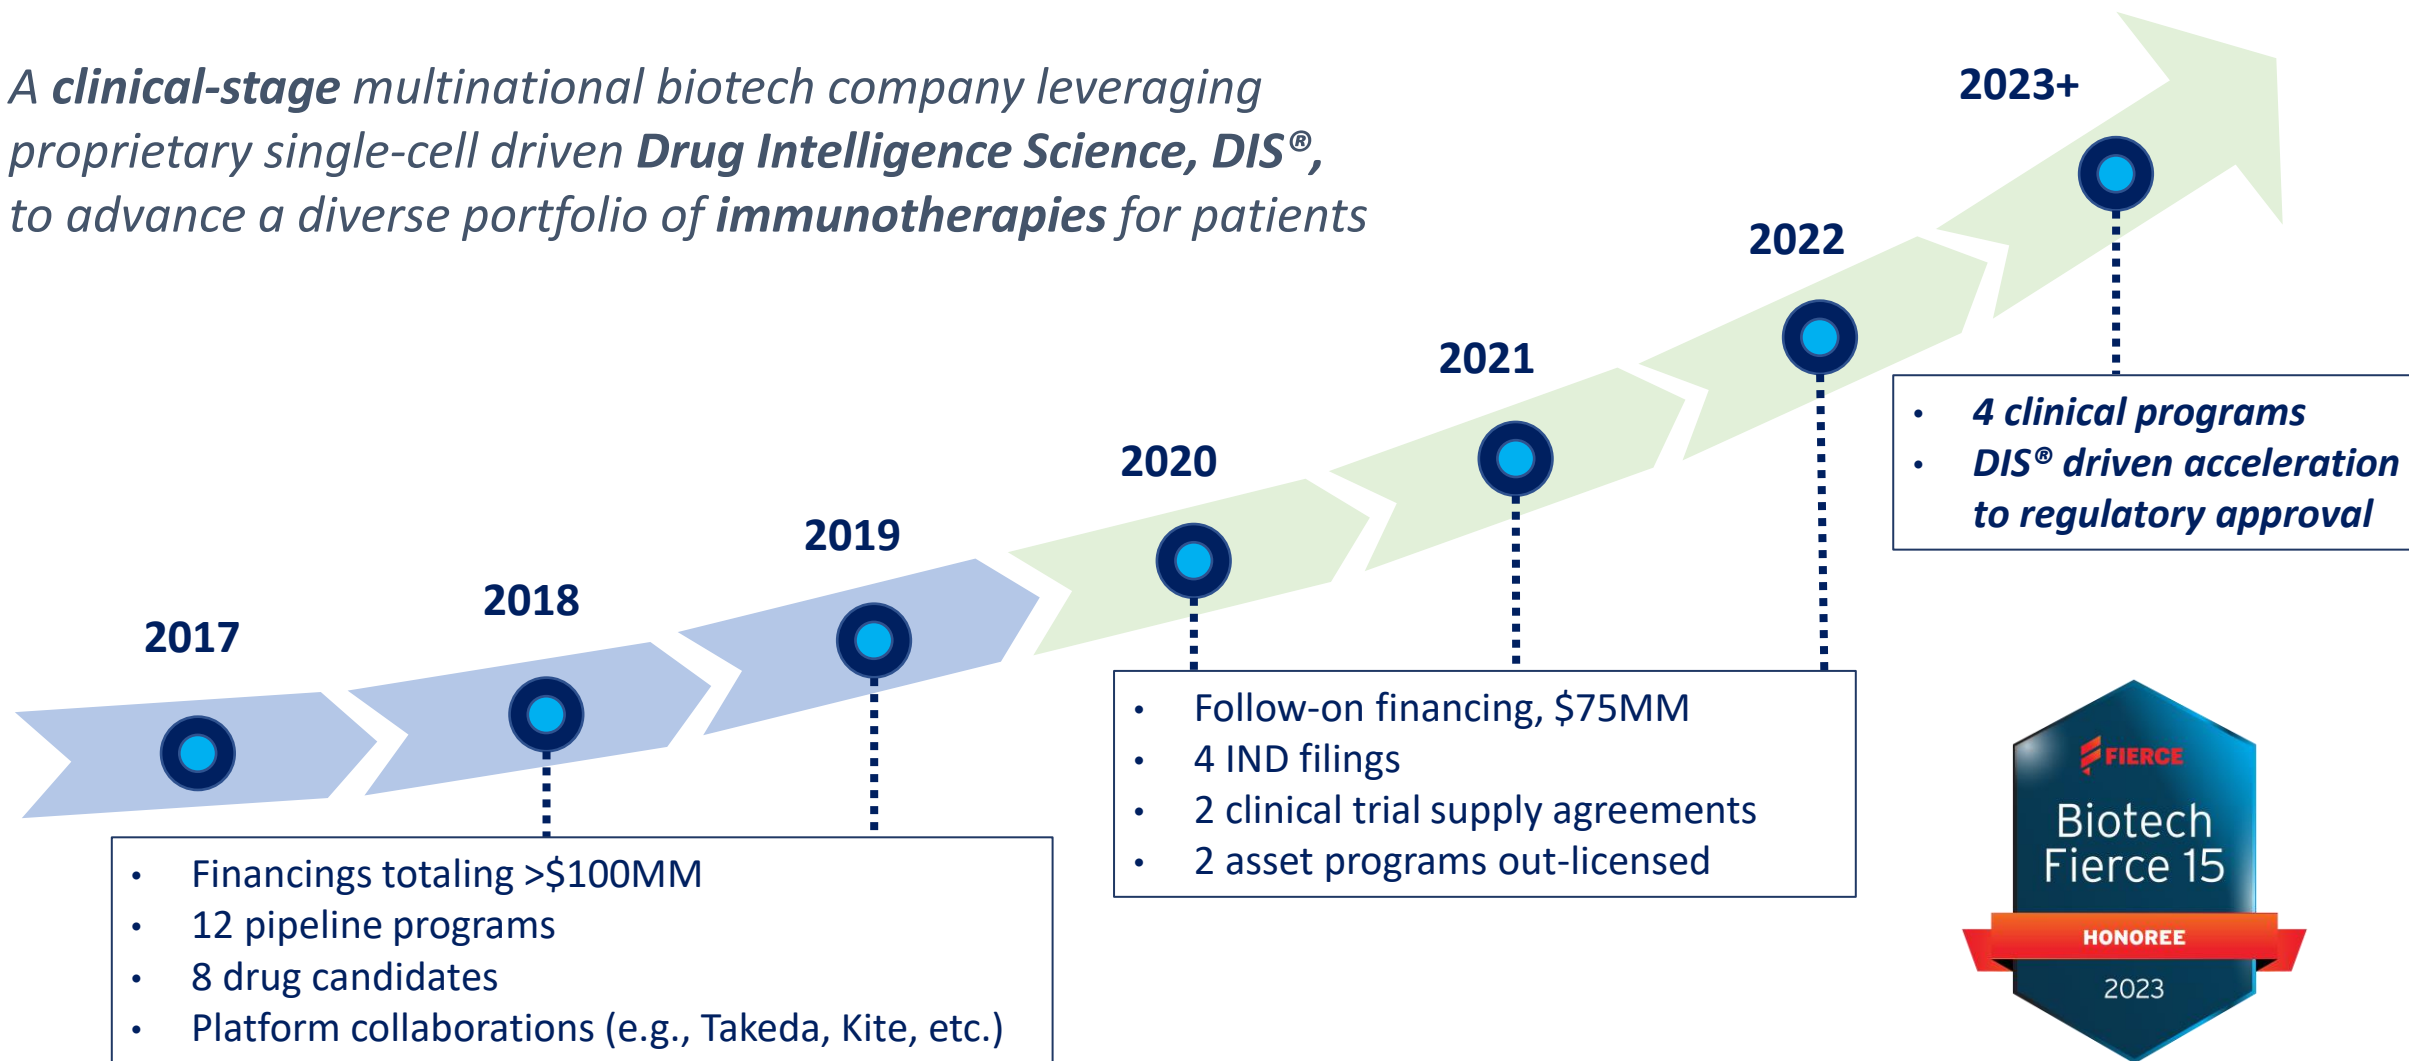 A clinical-stage multinational biotech company leveraging
proprietary single-cell driven Drug Intelligence Science, DIS®,
to advance a diverse portfolio of immunotherapies for patients
2017
2018
2019
2020
2021
2022
2023+
• Financings totaling >$100MM
• 12 pipeline programs
• 8 drug candidates
• Platform collaborations (e.g., Takeda, Kite, etc.)
• Follow-on financing, $75MM
• 4 IND filings
• 2 clinical trial supply agreements
• 2 asset programs out-licensed
• 4 clinical programs
• DIS® driven acceleration
to regulatory approval
FIERCE
Biotech
Fierce 15
HONOREE
2023